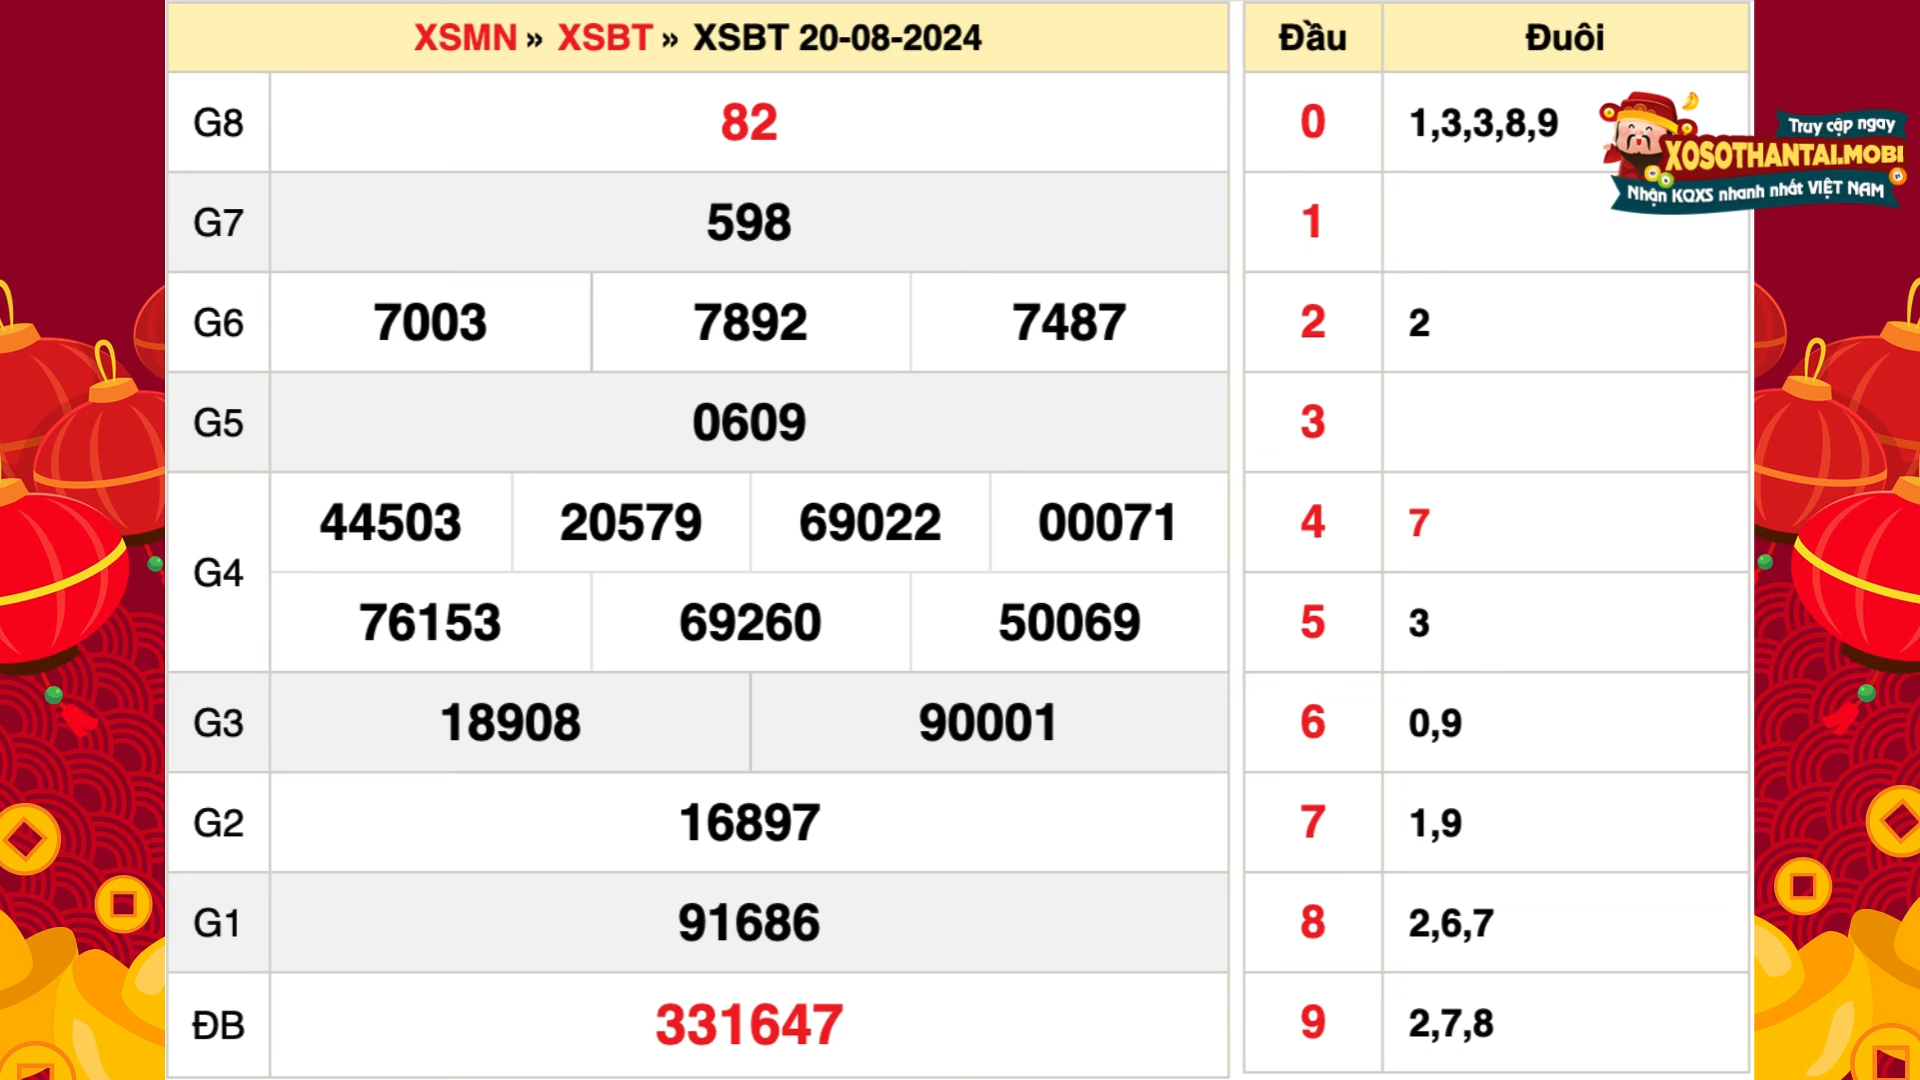 XSMN » XSBT » XSBT 20-08-2024
G8 82
G7 598
G6 7003 7892 7487
G5 0609
G4 44503 20579 69022 00071
76153 69260 50069
G3 18908 90001
G2 16897
G1 91686
ĐB 331647
Đầu Đuôi
0 1,3,3,8,9
1
2 2
3
4 7
5 3
6 0,9
7 1,9
8 2,6,7
9 2,7,8
Truy cập ngay
XOSOTHANTAI.MOBI
Nhận KQXS nhanh nhất VIỆT NAM